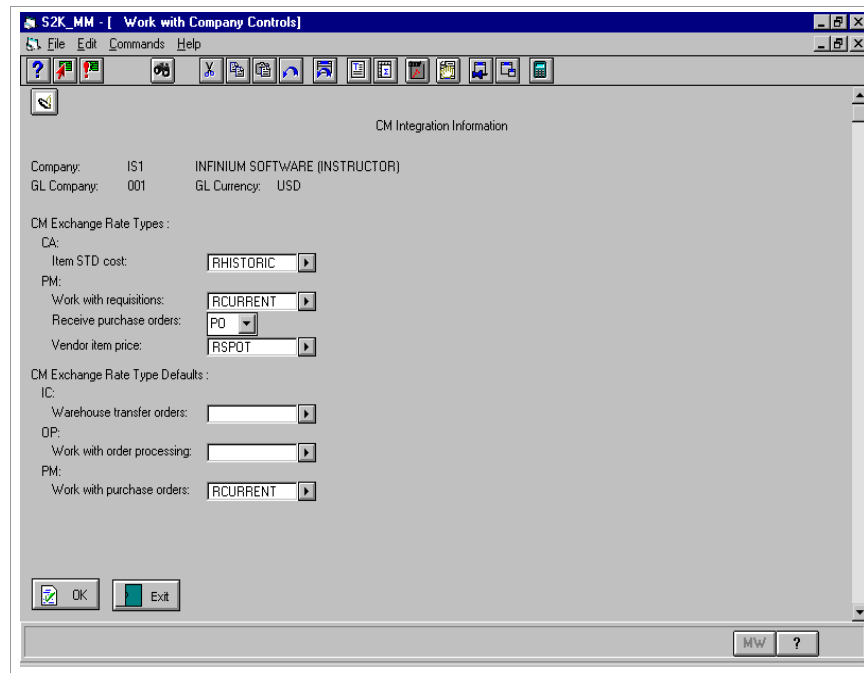 S2K_MM - [ Work with Company Controls]
File Edit Commands Help
CM Integration Information
Company: IS1 INFINIUM SOFTWARE (INSTRUCTOR)
GL Company: 001 GL Currency: USD
CM Exchange Rate Types :
CA:
Item STD cost: RHISTORIC
PM:
Work with requisitions: RCURRENT
Receive purchase orders: PO
Vendor item price: RSPOT
CM Exchange Rate Type Defaults :
IC:
Warehouse transfer orders:
OP:
Work with order processing:
PM:
Work with purchase orders: RCURRENT
OK Exit
MW ?